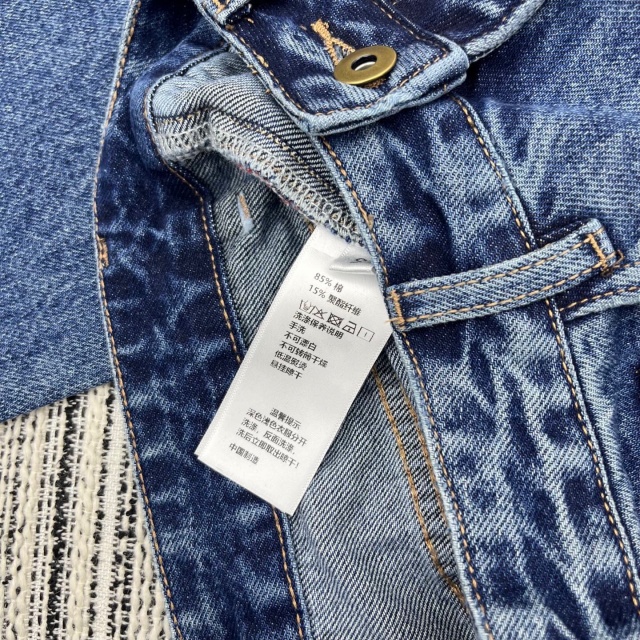 85% 棉
15% 聚酯纤维
洗涤保养说明
手洗
不可漂白
不可转筒干燥
低温熨烫
悬挂晾干
温馨提示
深色浅色衣服分开
洗涤、反面洗涤、
洗后立即取出晾干!
中国制造